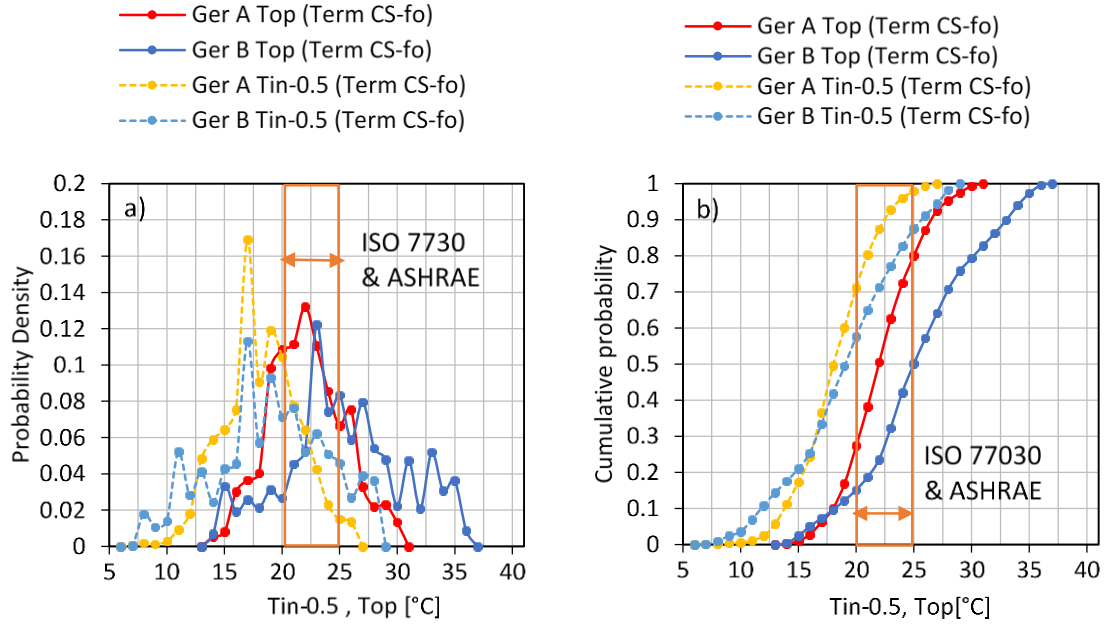 Ger A Top (Term CS-fo)
Ger B Top (Term CS-fo)
Ger A Tin-0.5 (Term CS-fo)
Ger B Tin-0.5 (Term CS-fo)
a)
ISO 7730
& ASHRAE
Probability Density
0.2
0.18
0.16
0.14
0.12
0.1
0.08
0.06
0.04
0.02
0
5 10 15 20 25 30 35 40
Tin-0.5 , Top [°C]
Ger A Top (Term CS-fo)
Ger B Top (Term CS-fo)
Ger A Tin-0.5 (Term CS-fo)
Ger B Tin-0.5 (Term CS-fo)
b)
ISO 77030
& ASHRAE
Cumulative probability
1
0.9
0.8
0.7
0.6
0.5
0.4
0.3
0.2
0.1
0
5 10 15 20 25 30 35 40
Tin-0.5, Top[°C]